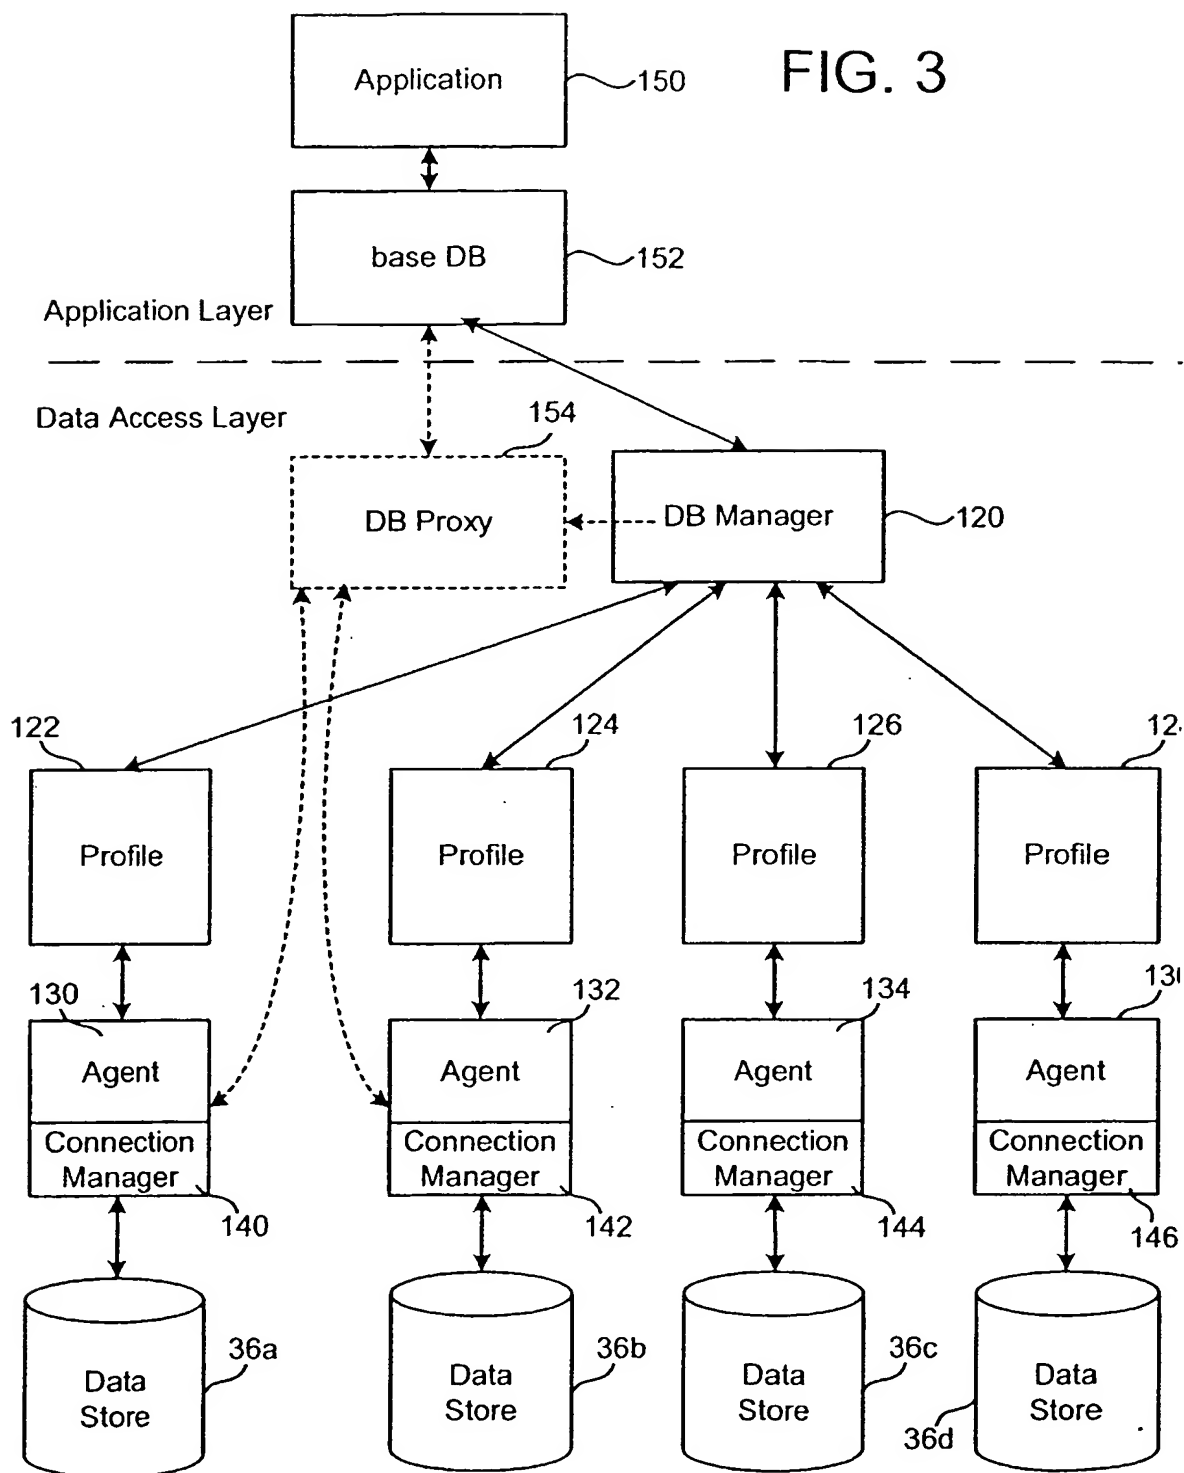 FIG. 3
Application
150
base DB
152
Application Layer
Data Access Layer
154
DB Proxy
DB Manager
120
122
124
126
Profile
Profile
Profile
Profile
130
132
134
Agent
Agent
Agent
Agent
Connection
Manager
Connection
Manager
Connection
Manager
Connection
Manager
140
142
144
146
36a
36b
36c
36d
Data
Store
Data
Store
Data
Store
Data
Store